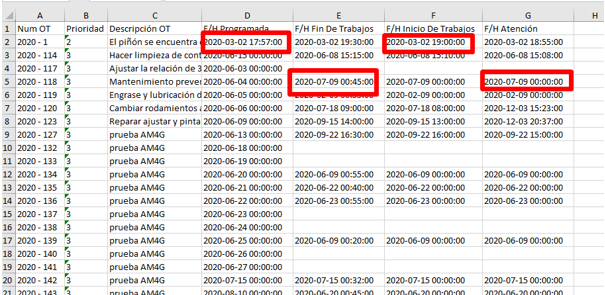 A B C D E F G H
1 Num OT Prioridad Descripción OT F/H Programada F/H Fin De Trabajos F/H Inicio De Trabajos F/H Atención
2 2020 - 1 2 El piñón se encuentra 2020-03-02 17:57:00 2020-03-02 19:30:00 2020-03-02 19:00:00 2020-03-02 18:55:00
3 2020 - 114 3 Hacer limpieza de cont 2020-06-15 00:00:00 2020-06-08 15:15:00 2020-06-08 15:10:00 2020-06-08 15:08:00
4 2020 - 117 3 Ajustar la relación de 3 2020-06-03 00:00:00
5 2020 - 118 3 Mantenimiento preve 2020-06-04 00:00:00 2020-07-09 00:45:00 2020-07-09 00:00:00 2020-07-09 00:00:00
6 2020 - 119 3 Engrase y lubricación d 2020-06-05 00:00:00 2020-02-09 00:00:00 2020-02-09 00:00:00
7 2020 - 120 3 Cambiar rodamientos a 2020-06-06 00:00:00 2020-07-18 09:00:00 2020-07-18 08:00:00 2020-12-03 15:23:00
8 2020 - 123 3 Reparar ajustar y pinta 2020-06-09 00:00:00 2020-09-15 14:00:00 2020-09-15 13:00:00 2020-12-03 20:37:00
9 2020 - 127 3 prueba AM4G 2020-06-13 00:00:00 2020-09-22 16:30:00 2020-09-22 16:00:00 2020-09-22 15:00:00
10 2020 - 132 3 prueba AM4G 2020-06-18 00:00:00
11 2020 - 133 3 prueba AM4G 2020-06-19 00:00:00
12 2020 - 134 3 prueba AM4G 2020-06-20 00:00:00 2020-06-09 00:55:00 2020-06-09 00:00:00 2020-06-09 00:00:00
13 2020 - 135 3 prueba AM4G 2020-06-21 00:00:00 2020-06-22 00:40:00 2020-06-22 00:00:00 2020-06-22 00:00:00
14 2020 - 136 3 prueba AM4G 2020-06-22 00:00:00 2020-06-23 00:55:00 2020-06-23 00:00:00 2020-06-23 00:00:00
15 2020 - 137 3 prueba AM4G 2020-06-23 00:00:00
16 2020 - 138 3 prueba AM4G 2020-06-24 00:00:00
17 2020 - 139 3 prueba AM4G 2020-06-25 00:00:00 2020-06-09 00:20:00 2020-06-09 00:00:00 2020-06-09 00:00:00
18 2020 - 140 3 prueba AM4G 2020-06-26 00:00:00
19 2020 - 141 3 prueba AM4G 2020-06-27 00:00:00
20 2020 - 142 3 prueba AM4G 2020-07-15 00:00:00 2020-07-15 00:32:00 2020-07-15 00:00:00 2020-07-15 00:00:00
21 2020 - 143 3 prueba AM4G 2020-08-10 00:00:00 2020-06-20 00:45:00 2020-06-20 00:00:00 2020-06-20 00:00:00